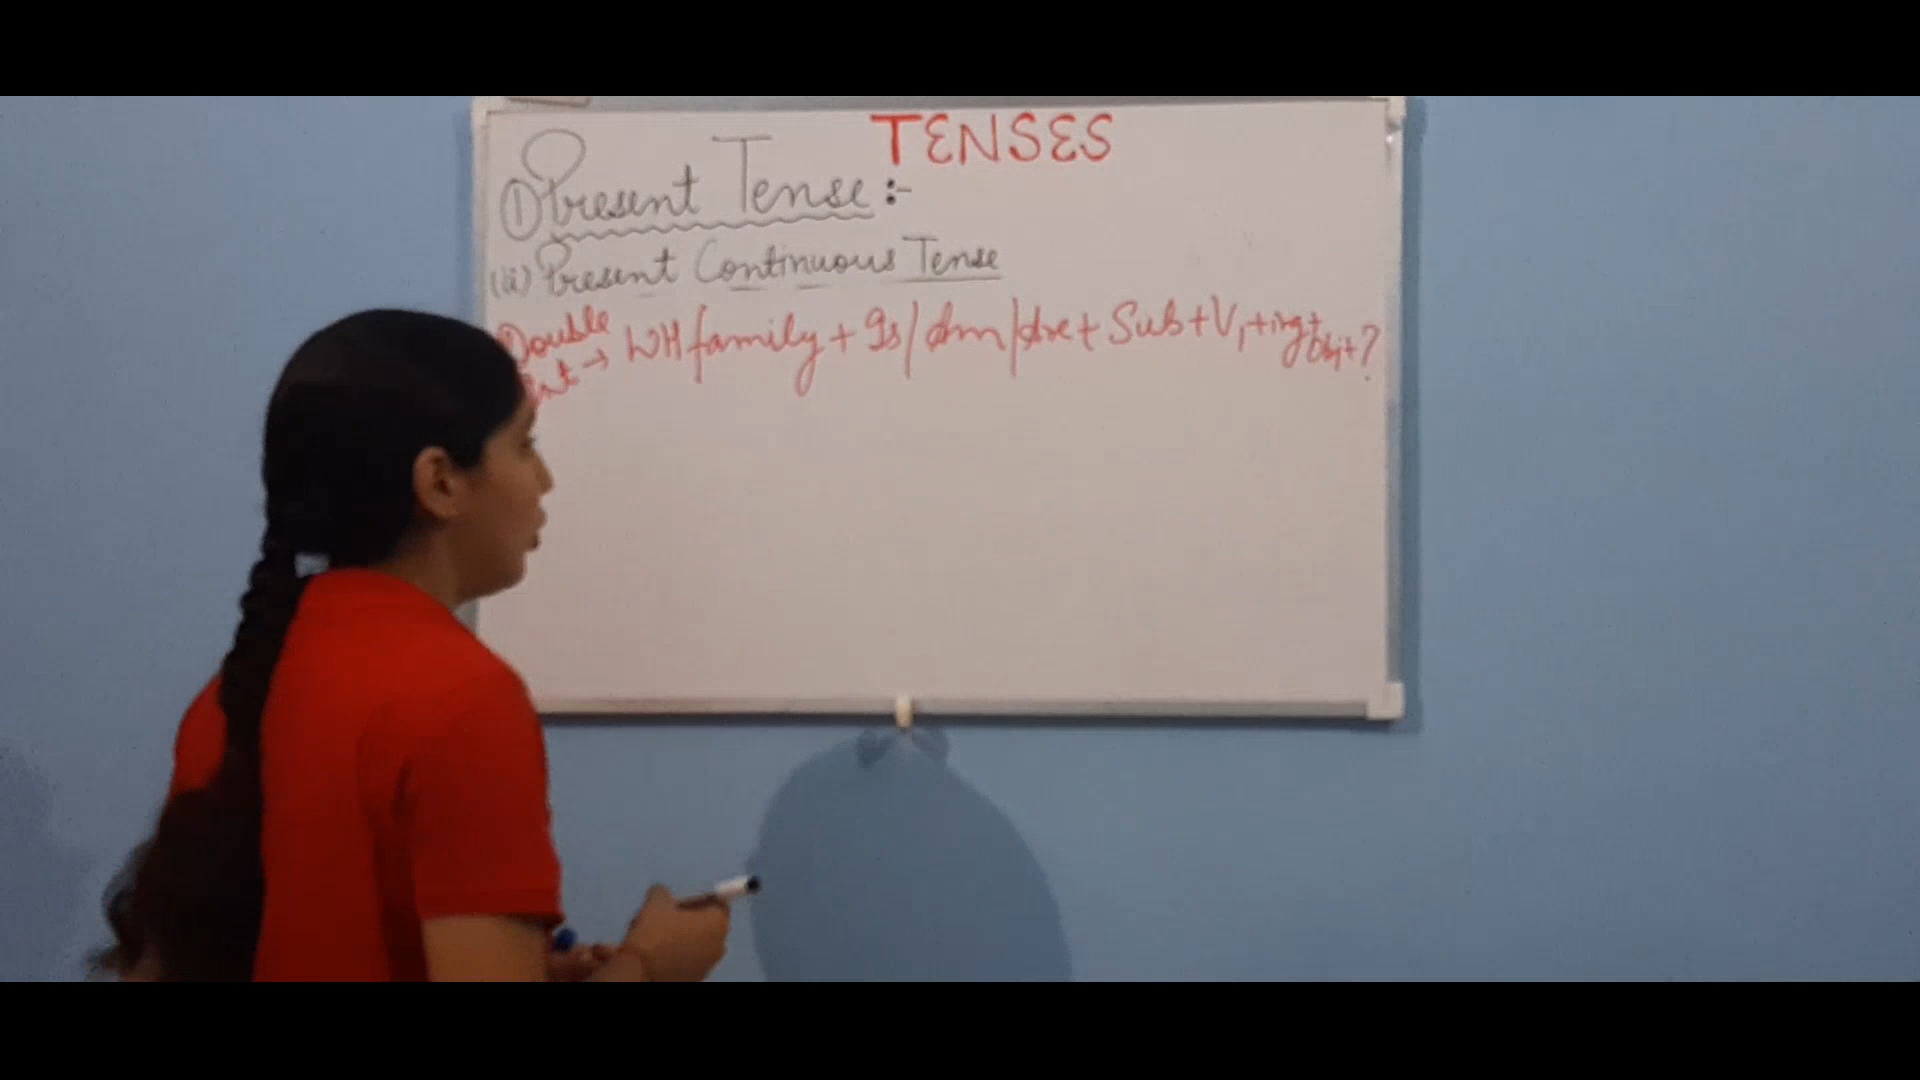 TENSES
① Present Tense :-
(ii) Present Continuous Tense
Double WH family + Is/Am/Are + Sub + V1 + ing + Obj + ?
Int →